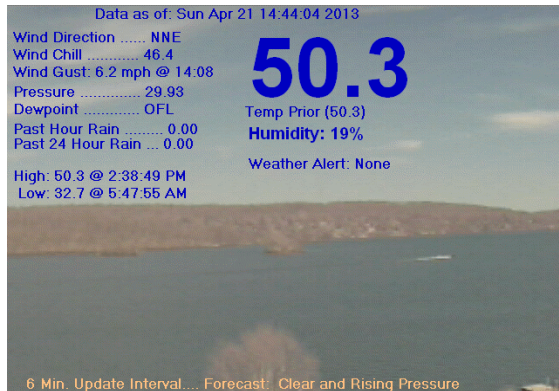 Data as of: Sun Apr 21 14:44:04 2013
Wind Direction ...... NNE
Wind Chill ............ 46.4
Wind Gust: 6.2 mph @ 14:08
Pressure .............. 29.93
Dewpoint ............. OFL
Past Hour Rain ......... 0.00
Past 24 Hour Rain ... 0.00
High: 50.3 @ 2:38:49 PM
Low: 32.7 @ 5:47:55 AM
50.3
Temp Prior (50.3)
Humidity: 19%
Weather Alert: None
6 Min. Update Interval.... Forecast: Clear and Rising Pressure